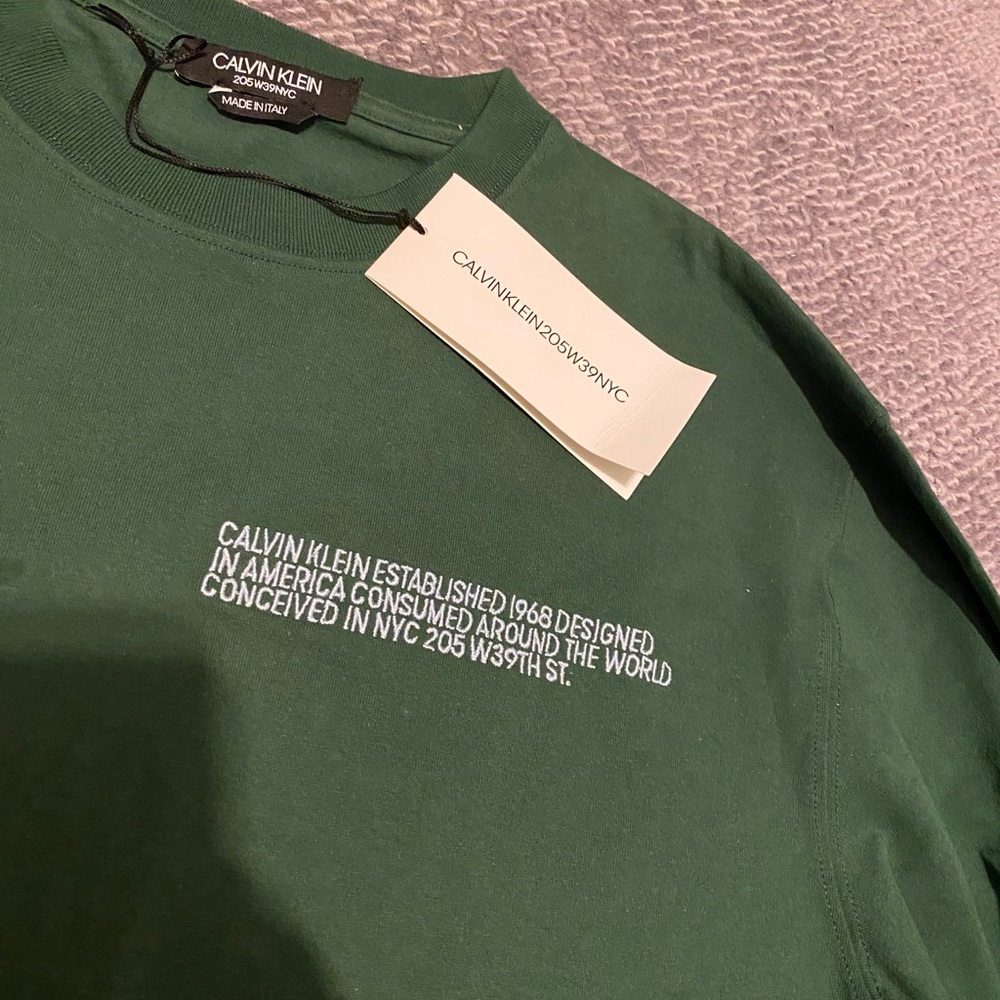 CALVIN KLEIN
205W39NYC
MADE IN ITALY
CALVINKLEIN205W39NYC
CALVIN KLEIN ESTABLISHED 1968 DESIGNED
IN AMERICA CONSUMED AROUND THE WORLD
CONCEIVED IN NYC 205 W39TH ST.